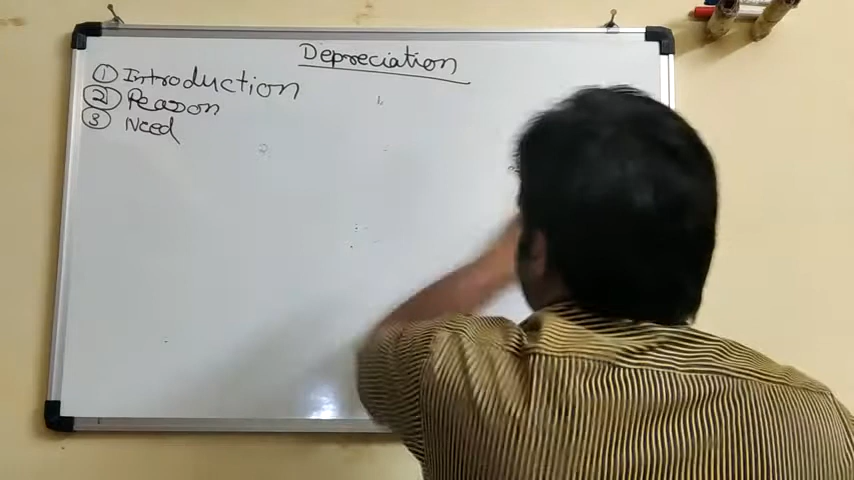 Depreciation
① Introduction
② Reason
③ Need